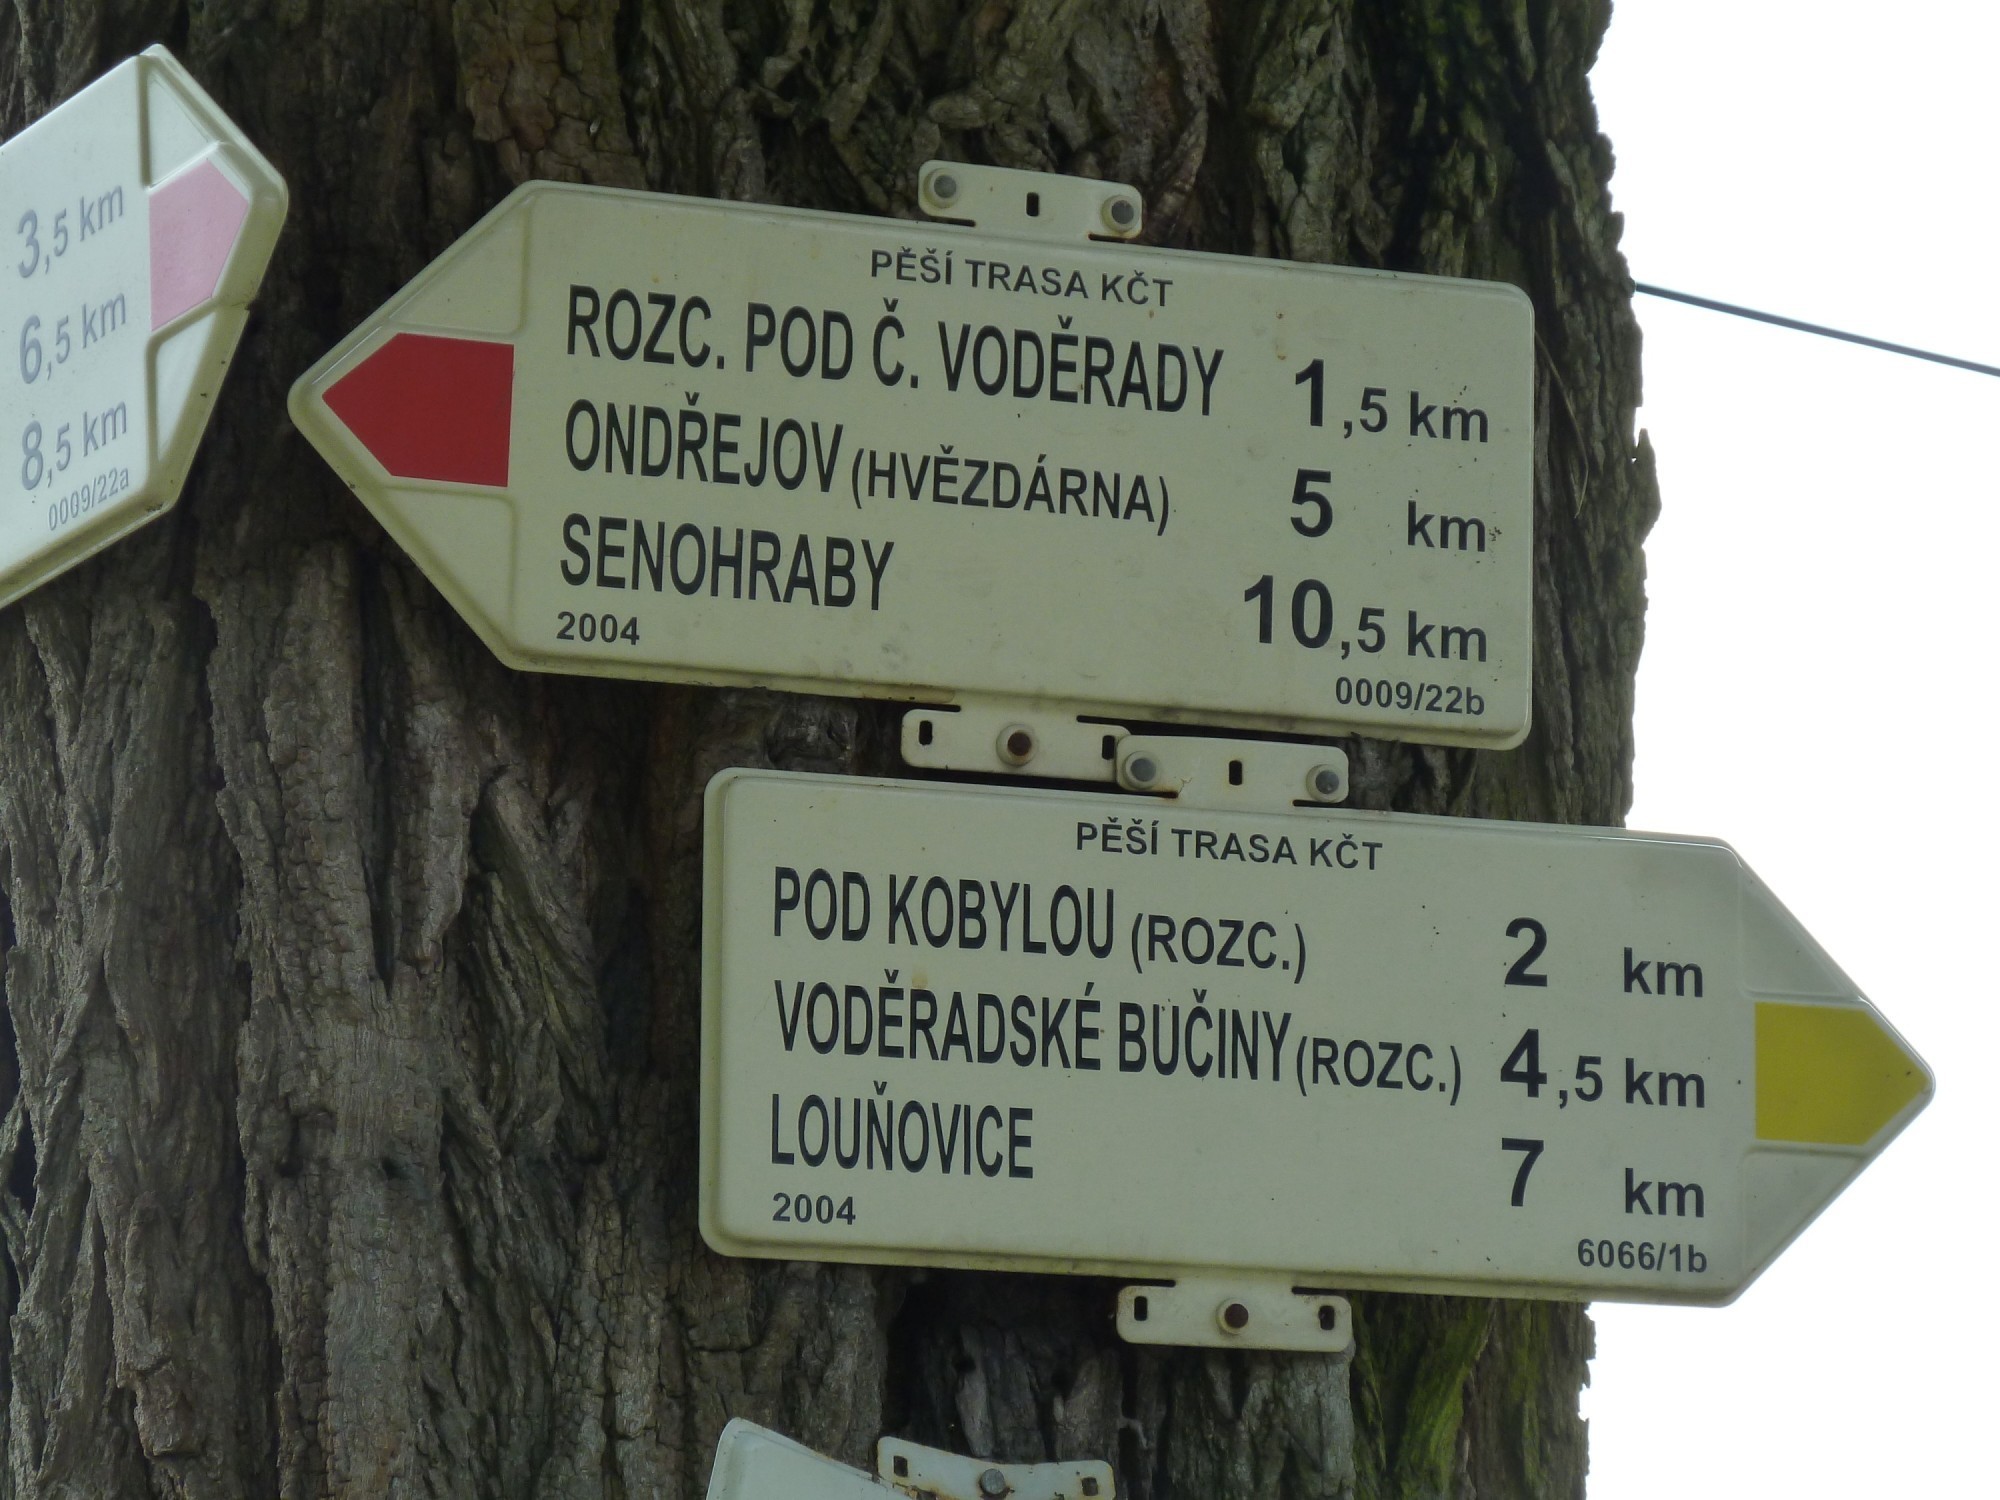 3,5 km
6,5 km
8,5 km
0009/22a
PĚŠÍ TRASA KČT
ROZC. POD Č. VODĚRADY 1,5 km
ONDŘEJOV (HVĚZDÁRNA) 5 km
SENOHRABY 10,5 km
2004 0009/22b
PĚŠÍ TRASA KČT
POD KOBYLOU (ROZC.) 2 km
VODĚRADSKÉ BUČINY (ROZC.) 4,5 km
LOUŇOVICE 7 km
2004 6066/1b